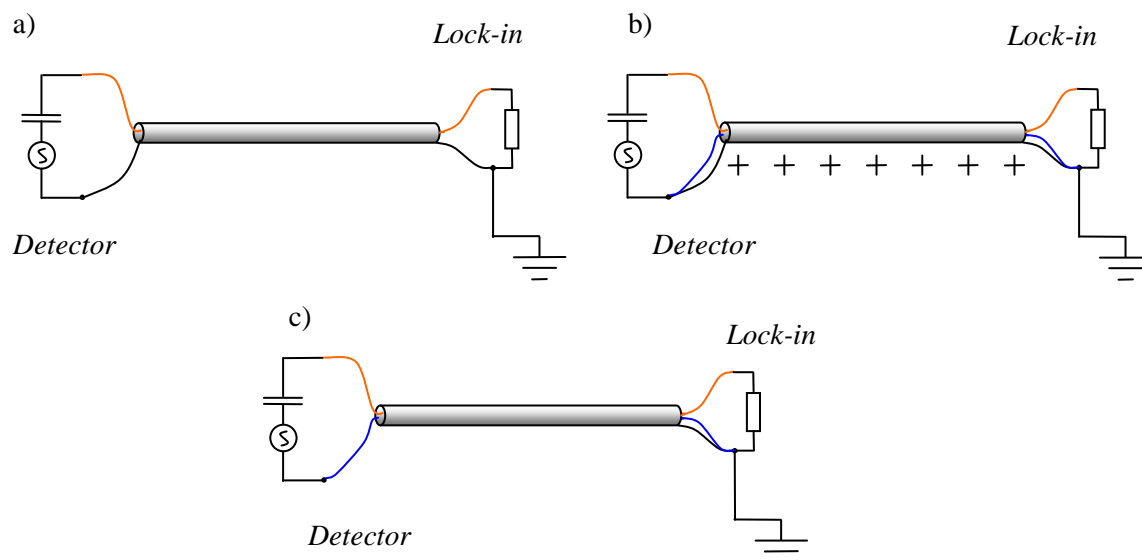 a)
Lock-in
Detector
b)
Lock-in
+ + + + + + +
Detector
c)
Lock-in
Detector